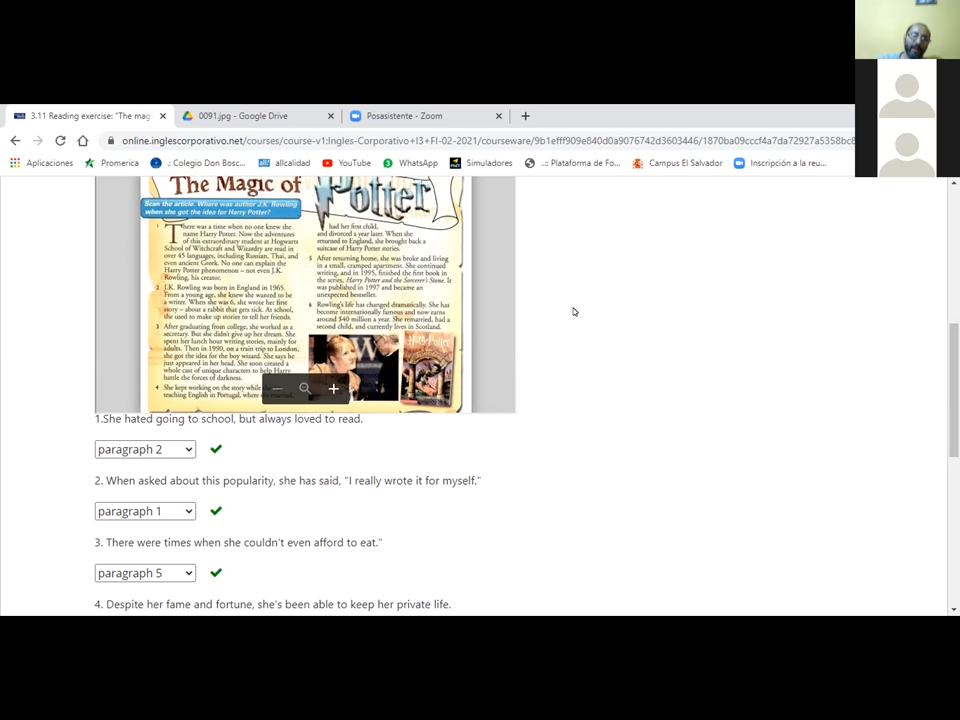 3.11 Reading exercise: "The mag
0091.jpg - Google Drive
Posasistente - Zoom
online.inglescorporativo.net/courses/course-v1:Ingles-Corporativo+I3+FI-02-2021/courseware/9b1efff909e840d0a9076742d3603446/1870ba09cccf4a7da72927a5358bc8
Aplicaciones
Promerica
.: Colegio Don Bosc...
allcalidad
YouTube
WhatsApp
Simuladores
..:: Plataforma de Fo...
Campus El Salvador
Inscripción a la reu...
The Magic of
Potter
Scan the article. Where was author J.K. Rowling
when she got the idea for Harry Potter?
1 There was a time when no one knew the
name Harry Potter. Now the adventures
of this extraordinary student at Hogwarts
School of Witchcraft and Wizardry are read in
over 45 languages, including Russian, Thai, and
even ancient Greek. No one can explain the
Harry Potter phenomenon – not even J.K.
Rowling, his creator.
2 J.K. Rowling was born in England in 1965.
From a young age, she knew she wanted to be
a writer. When she was 6, she wrote her first
story – about a rabbit that gets sick. At school,
she used to make up stories to tell her friends.
3 After graduating from college, she worked as a
secretary. But she didn't give up her dream. She
spent her lunch hour writing stories, mainly for
adults. Then in 1990, on a train trip to London,
she got the idea for the boy wizard. She says he
just appeared in her head. She soon created a
whole cast of unique characters to help Harry
battle the forces of darkness.
4 She kept working on the story while
teaching English in Portugal, where
had her first child,
and divorced a year later. When she
returned to England, she brought back a
suitcase of Harry Potter stories.
5 After returning home, she was broke and living
in a small, cramped apartment. She continued
writing, and in 1995, finished the first book in
the series, Harry Potter and the Sorcerer's Stone. It
was published in 1997 and became an
unexpected bestseller.
6 Rowling's life has changed dramatically. She has
become internationally famous and now earns
around $40 million a year. She remarried, had a
second child, and currently lives in Scotland.
1.She hated going to school, but always loved to read.
paragraph 2
2. When asked about this popularity, she has said, "I really wrote it for myself."
paragraph 1
3. There were times when she couldn't even afford to eat."
paragraph 5
4. Despite her fame and fortune, she's been able to keep her private life.